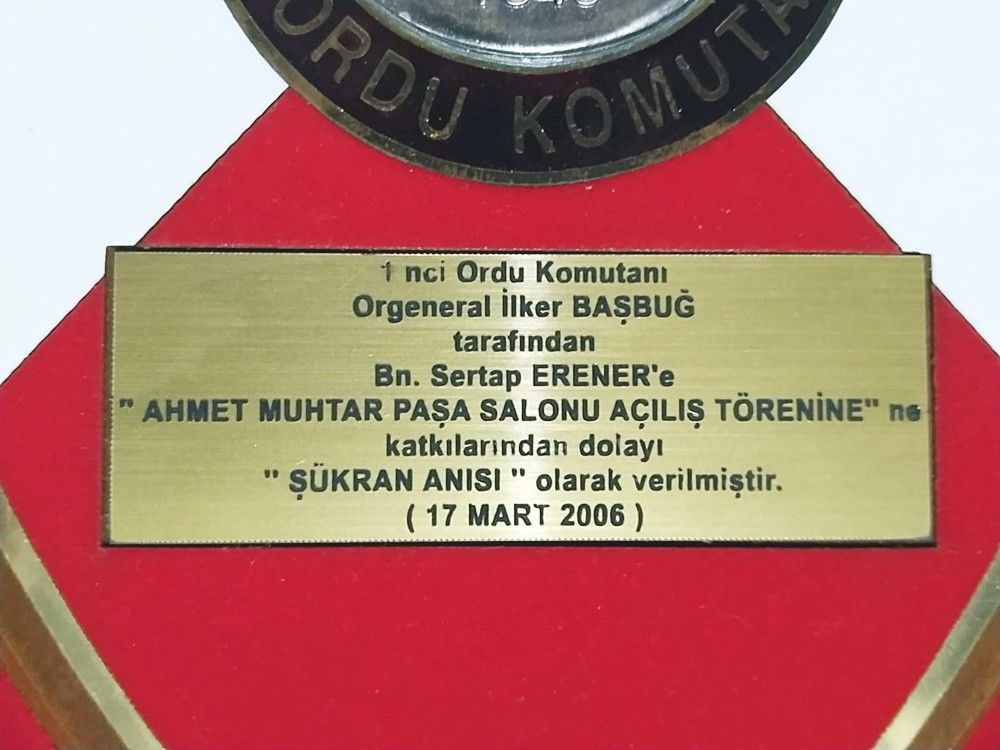 ORDU KOMUTA
1 nci Ordu Komutanı
Orgeneral İlker BAŞBUĞ
tarafından
Bn. Sertap ERENER'e
" AHMET MUHTAR PAŞA SALONU AÇILIŞ TÖRENİNE" ne
katkılarından dolayı
" ŞÜKRAN ANISI " olarak verilmiştir.
( 17 MART 2006 )